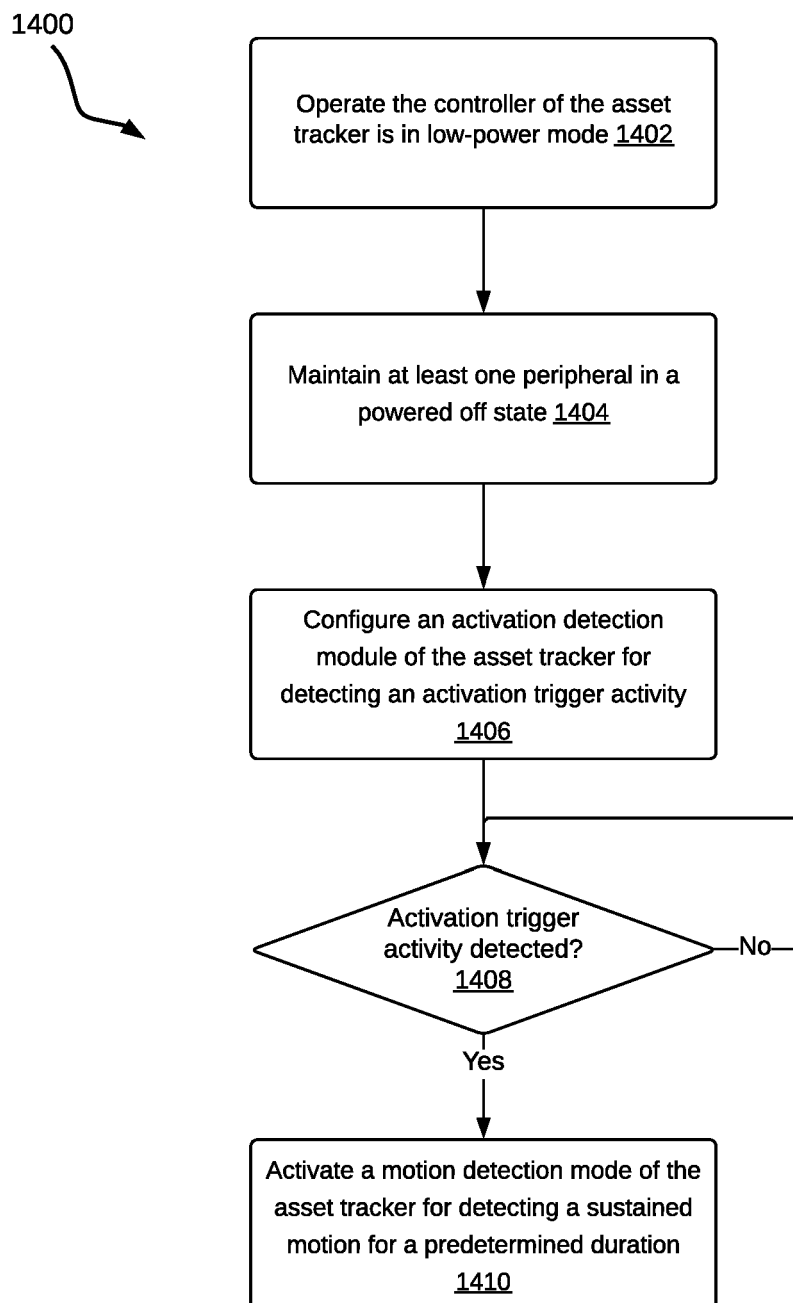 1400
Operate the controller of the asset
tracker is in low-power mode 1402
Maintain at least one peripheral in a
powered off state 1404
Configure an activation detection
module of the asset tracker for
detecting an activation trigger activity
1406
Activation trigger
activity detected?
1408
No
Yes
Activate a motion detection mode of the
asset tracker for detecting a sustained
motion for a predetermined duration
1410